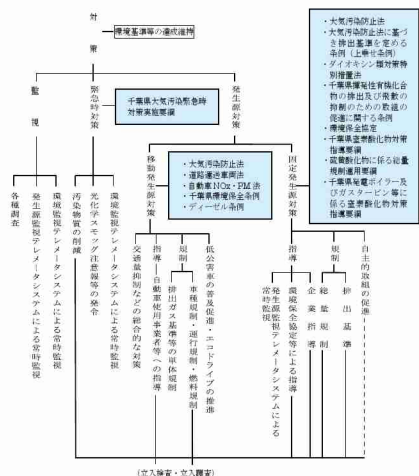 対策
環境基準等の達成維持
・大気汚染防止法
・大気汚染防止法に基づ
き排出基準を定める
条例（上乗せ条例）
・ダイオキシン類対策特
別措置法
・千葉県揮発性有機化合
物の排出及び飛散の
抑制のための取組の
促進に関する条例
・環境保全協定
・千葉県窒素酸化物対策
指導要綱
・硫黄酸化物に係る総量
規制運用基準
・千葉県発電ボイラー及
びガスタービン等に
係る窒素酸化物対策
指導要綱
監視
緊急時対策
発生源対策
千葉県大気汚染緊急時
対策実施要綱
移動発生源対策
・大気汚染防止法
・道路運送車両法
・自動車NOx・PM法
・千葉県環境保全条例
・ディーゼル条例
固定発生源対策
各種調査
発生源監視テレメータシステムによる常時監視
環境監視テレメータシステムによる常時監視
汚染物質の削減
光化学スモッグ注意報等の発令
環境監視テレメータシステムによる常時監視
交通量抑制などの総合的な対策
指導
自動車使用事業者等への指導
規制
排出ガス基準等の単体規制
車種規制・運行規制・燃料規制
低公害車の普及促進・エコドライブの推進
指導
発生源監視テレメータシステムによる
常時監視
環境保全協定等による指導
企業指導
規制
総量規制
排出基準
自主的取組の促進
（立入検査・立入調査）